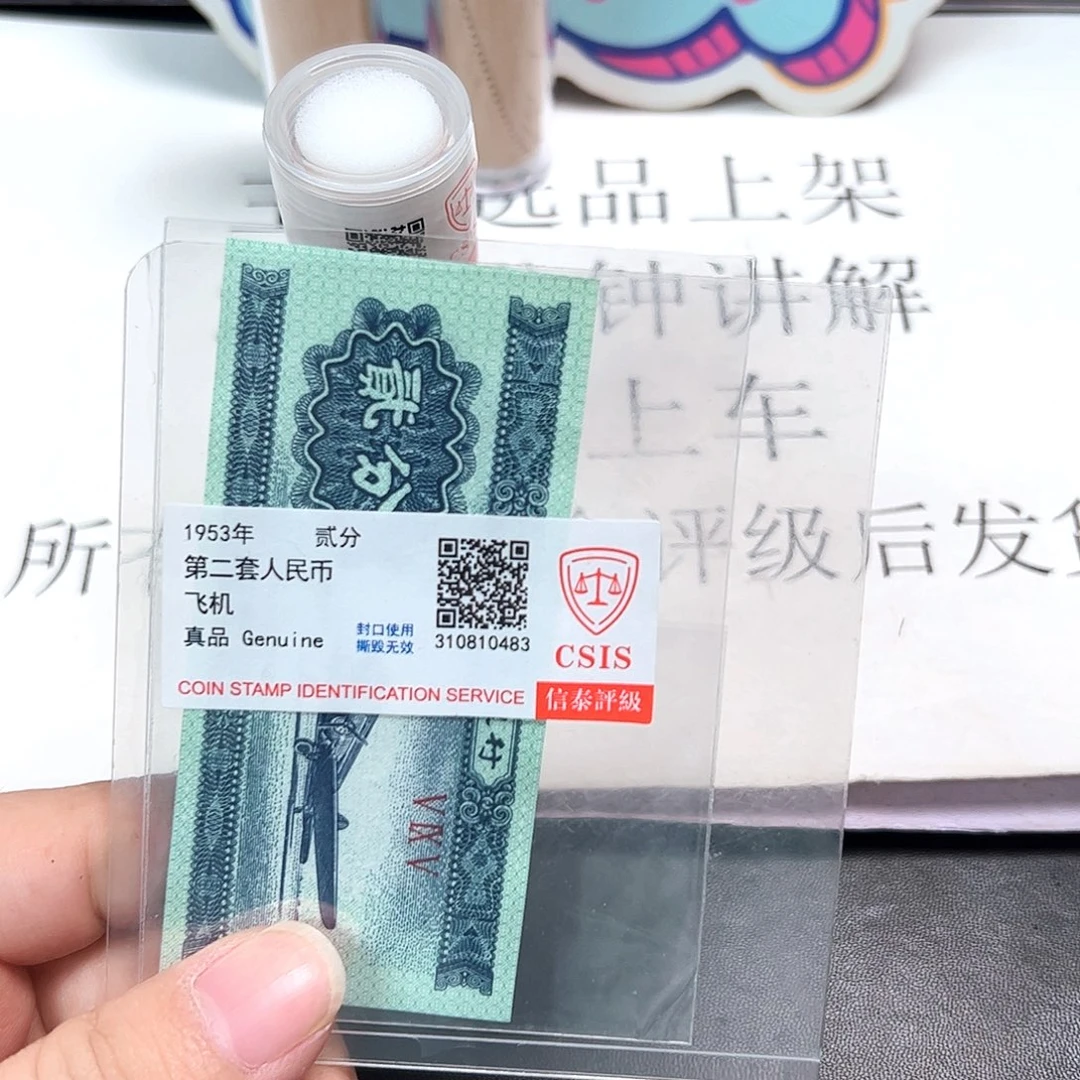 选品上架
钟讲解
上车
所
评级后发货
贰分
VKV
1953年 贰分
第二套人民币
飞机
真品 Genuine
封口使用
撕毁无效
310810483
CSIS
COIN STAMP IDENTIFICATION SERVICE
信泰評級